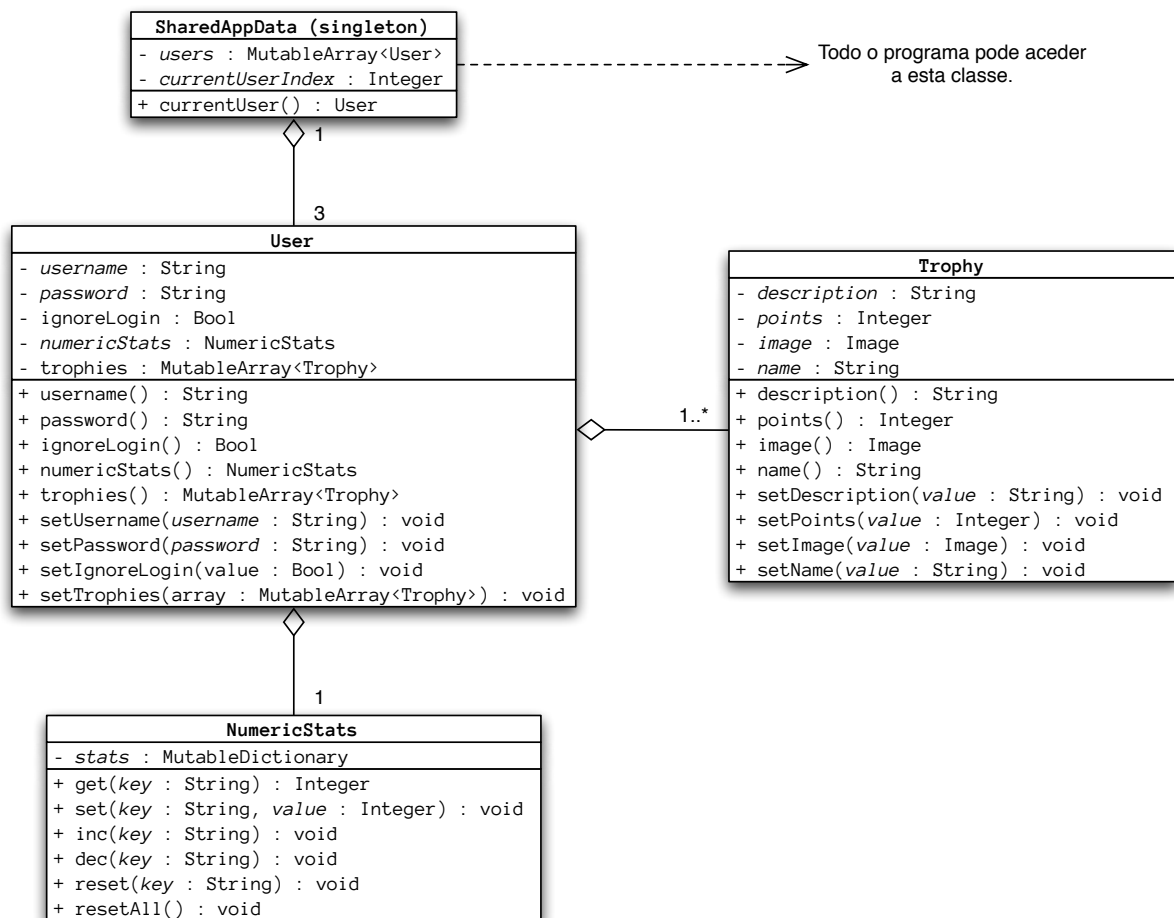 SharedAppData (singleton)
- users : MutableArray<User>
- currentUserIndex : Integer
+ currentUser() : User
Todo o programa pode aceder
a esta classe.
1
3
User
- username : String
- password : String
- ignoreLogin : Bool
- numericStats : NumericStats
- trophies : MutableArray<Trophy>
+ username() : String
+ password() : String
+ ignoreLogin() : Bool
+ numericStats() : NumericStats
+ trophies() : MutableArray<Trophy>
+ setUsername(username : String) : void
+ setPassword(password : String) : void
+ setIgnoreLogin(value : Bool) : void
+ setTrophies(array : MutableArray<Trophy>) : void
1..*
Trophy
- description : String
- points : Integer
- image : Image
- name : String
+ description() : String
+ points() : Integer
+ image() : Image
+ name() : String
+ setDescription(value : String) : void
+ setPoints(value : Integer) : void
+ setImage(value : Image) : void
+ setName(value : String) : void
1
NumericStats
- stats : MutableDictionary
+ get(key : String) : Integer
+ set(key : String, value : Integer) : void
+ inc(key : String) : void
+ dec(key : String) : void
+ reset(key : String) : void
+ resetAll() : void